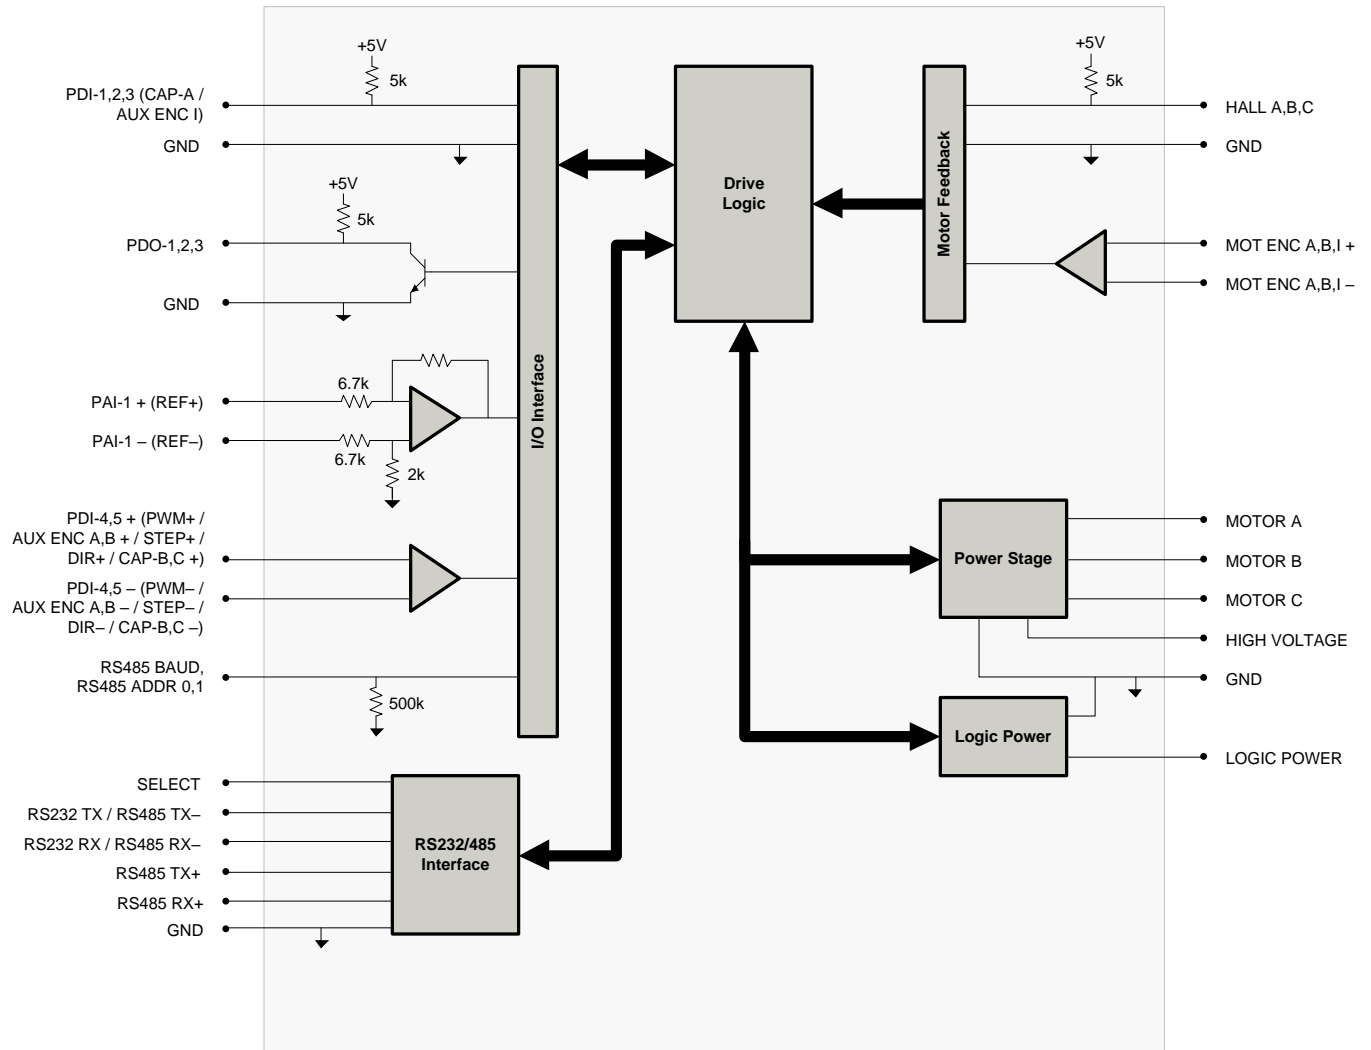 +5V
5k
PDI-1,2,3 (CAP-A /
AUX ENC I)
GND
+5V
5k
PDO-1,2,3
GND
6.7k
PAI-1 + (REF+)
PAI-1 – (REF–)
6.7k
2k
PDI-4,5 + (PWM+ /
AUX ENC A,B + / STEP+ /
DIR+ / CAP-B,C +)
PDI-4,5 – (PWM– /
AUX ENC A,B – / STEP– /
DIR– / CAP-B,C –)
RS485 BAUD,
RS485 ADDR 0,1
500k
I/O Interface
SELECT
RS232 TX / RS485 TX–
RS232 RX / RS485 RX–
RS485 TX+
RS485 RX+
GND
RS232/485
Interface
Drive
Logic
Motor Feedback
+5V
5k
HALL A,B,C
GND
MOT ENC A,B,I +
MOT ENC A,B,I –
Power Stage
MOTOR A
MOTOR B
MOTOR C
HIGH VOLTAGE
GND
Logic Power
LOGIC POWER